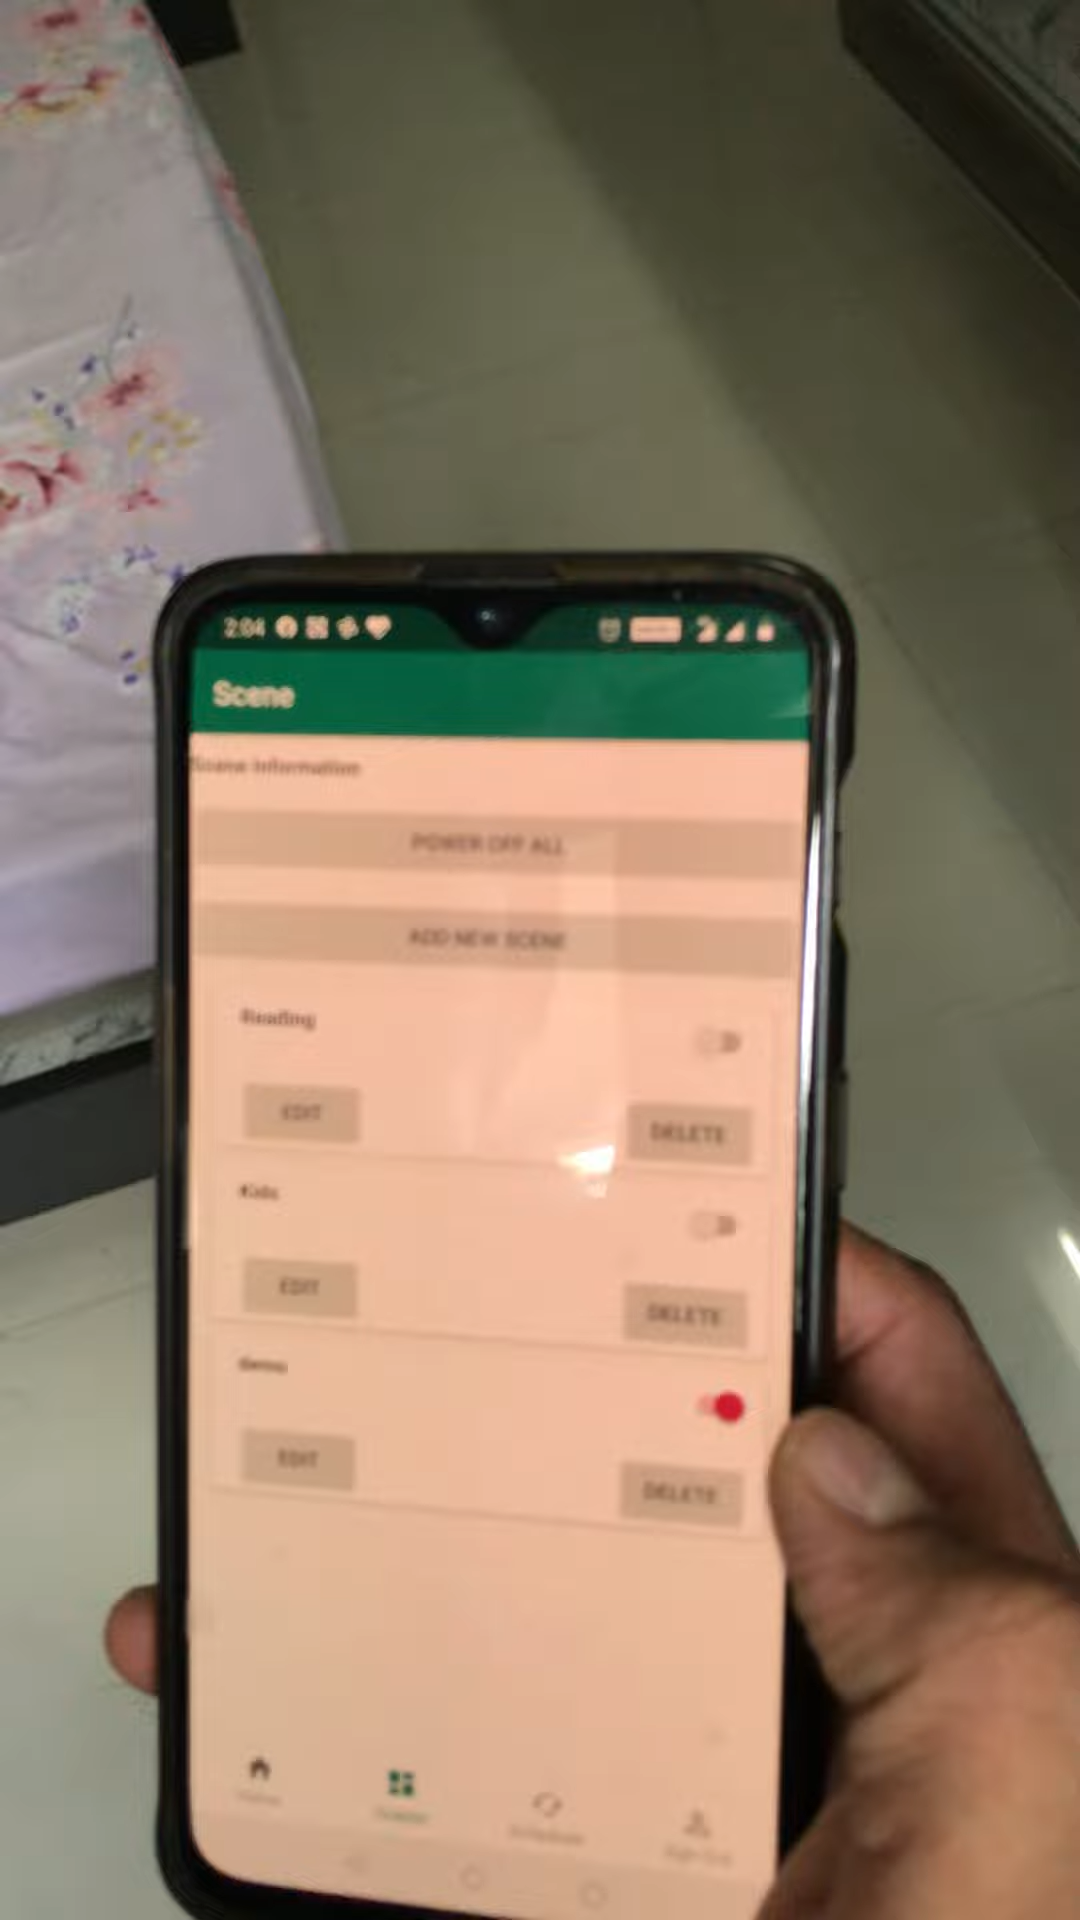 2:04
Scene
Scene Information
POWER OFF ALL
ADD NEW SCENE
Reading
EDIT
DELETE
Kids
EDIT
DELETE
demo
EDIT
DELETE